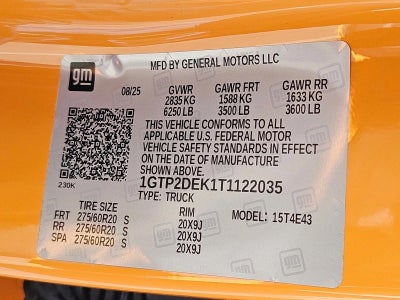 gm
MFD BY GENERAL MOTORS LLC
08/25 GVWR GAWR FRT GAWR RR
2835 KG 1588 KG 1633 KG
6250 LB 3500 LB 3600 LB
THIS VEHICLE CONFORMS TO ALL
APPLICABLE U.S. FEDERAL MOTOR
VEHICLE SAFETY STANDARDS IN EFFECT
ON THE DATE OF MANUFACTURE
SHOWN ABOVE.
230K 1GTP2DEK1T1122035
TYPE: TRUCK
TIRE SIZE RIM MODEL: 15T4E43
FRT 275/60R20 S 20X9J
RR 275/60R20 S 20X9J
SPA 275/60R20 S 20X9J